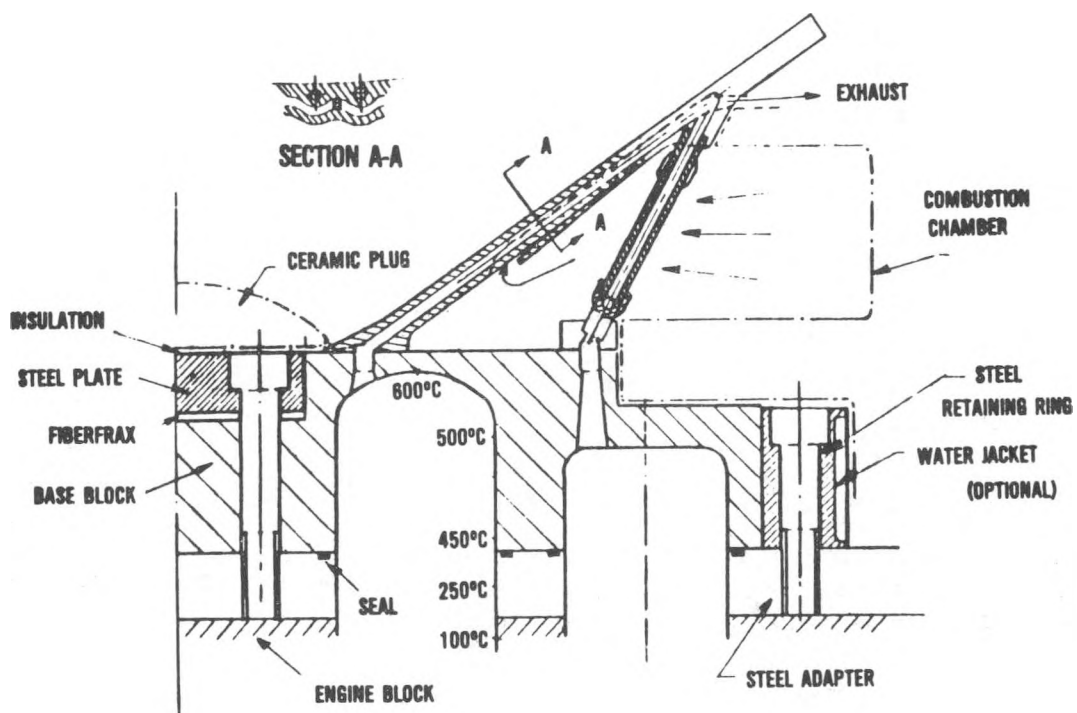 SECTION A-A
A
A
EXHAUST
COMBUSTION
CHAMBER
CERAMIC PLUG
INSULATION
STEEL PLATE
FIBERFRAX
BASE BLOCK
600°C
500°C
450°C
250°C
100°C
SEAL
ENGINE BLOCK
STEEL
RETAINING RING
WATER JACKET
(OPTIONAL)
STEEL ADAPTER